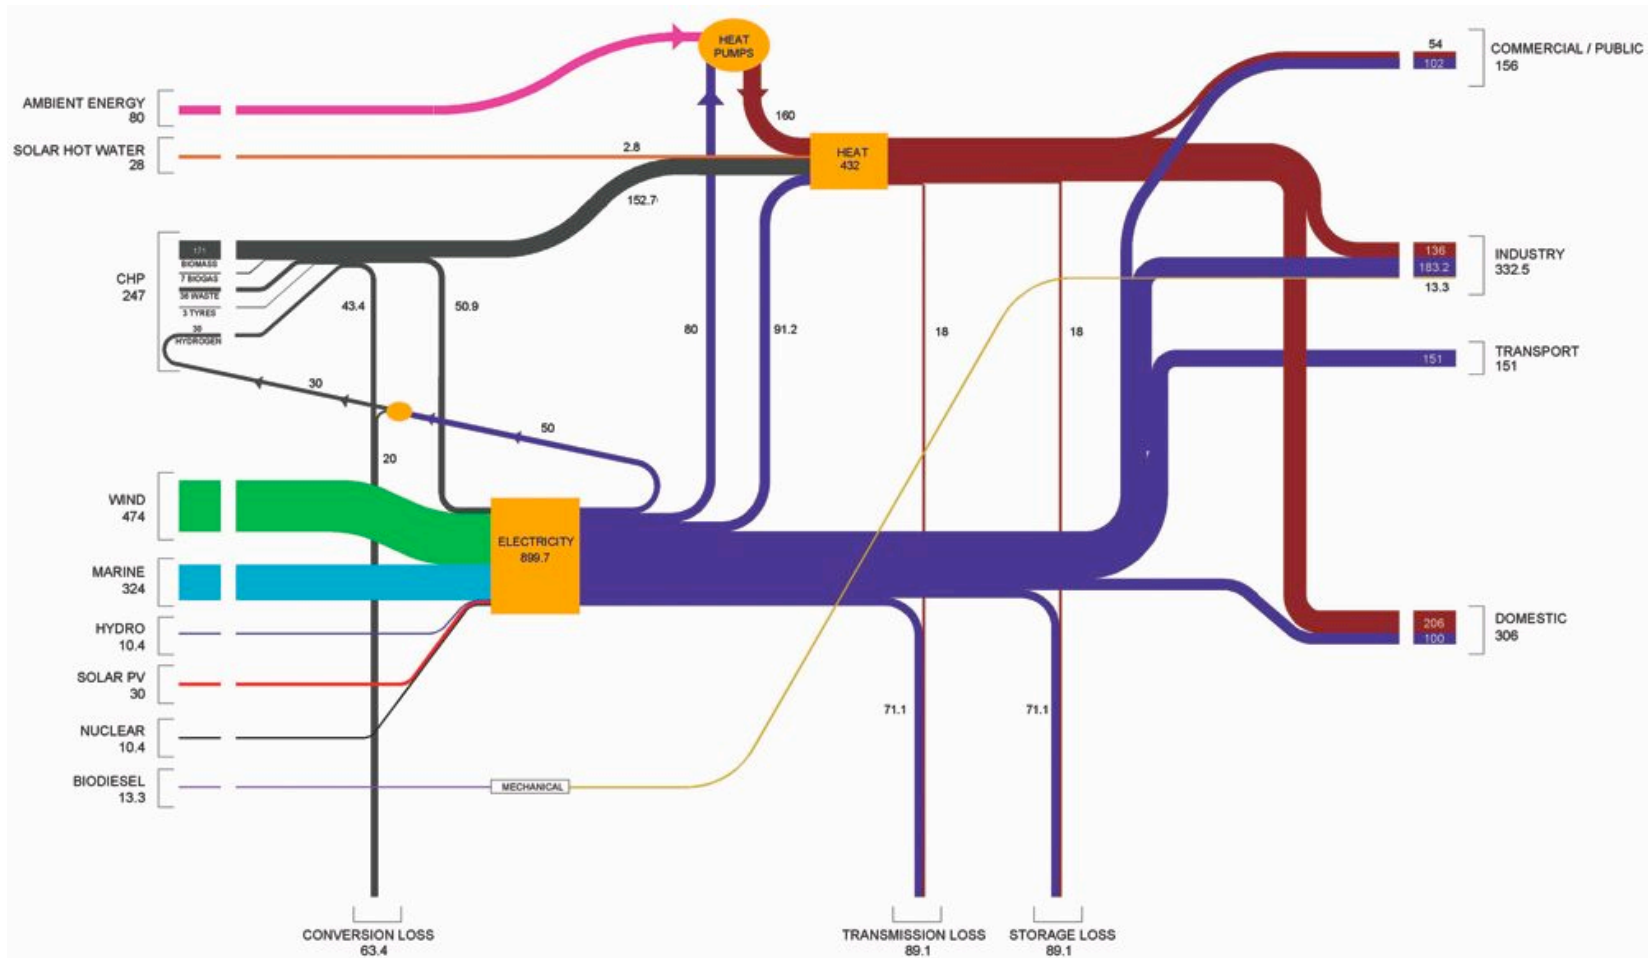 HEAT
PUMPS
54
COMMERCIAL / PUBLIC
102
156
AMBIENT ENERGY
80
160
SOLAR HOT WATER
28
2.8
HEAT
432
152.7
171
BIOMASS
7 BIOGAS
36 WASTE
3 TYRES
30
HYDROGEN
CHP
247
136
INDUSTRY
183.2
332.5
13.3
43.4
50.9
80
91.2
18
18
TRANSPORT
151
151
30
50
20
WIND
474
ELECTRICITY
899.7
MARINE
324
HYDRO
10.4
206
DOMESTIC
100
306
SOLAR PV
30
71.1
71.1
NUCLEAR
10.4
BIODIESEL
13.3
MECHANICAL
CONVERSION LOSS
63.4
TRANSMISSION LOSS
89.1
STORAGE LOSS
89.1